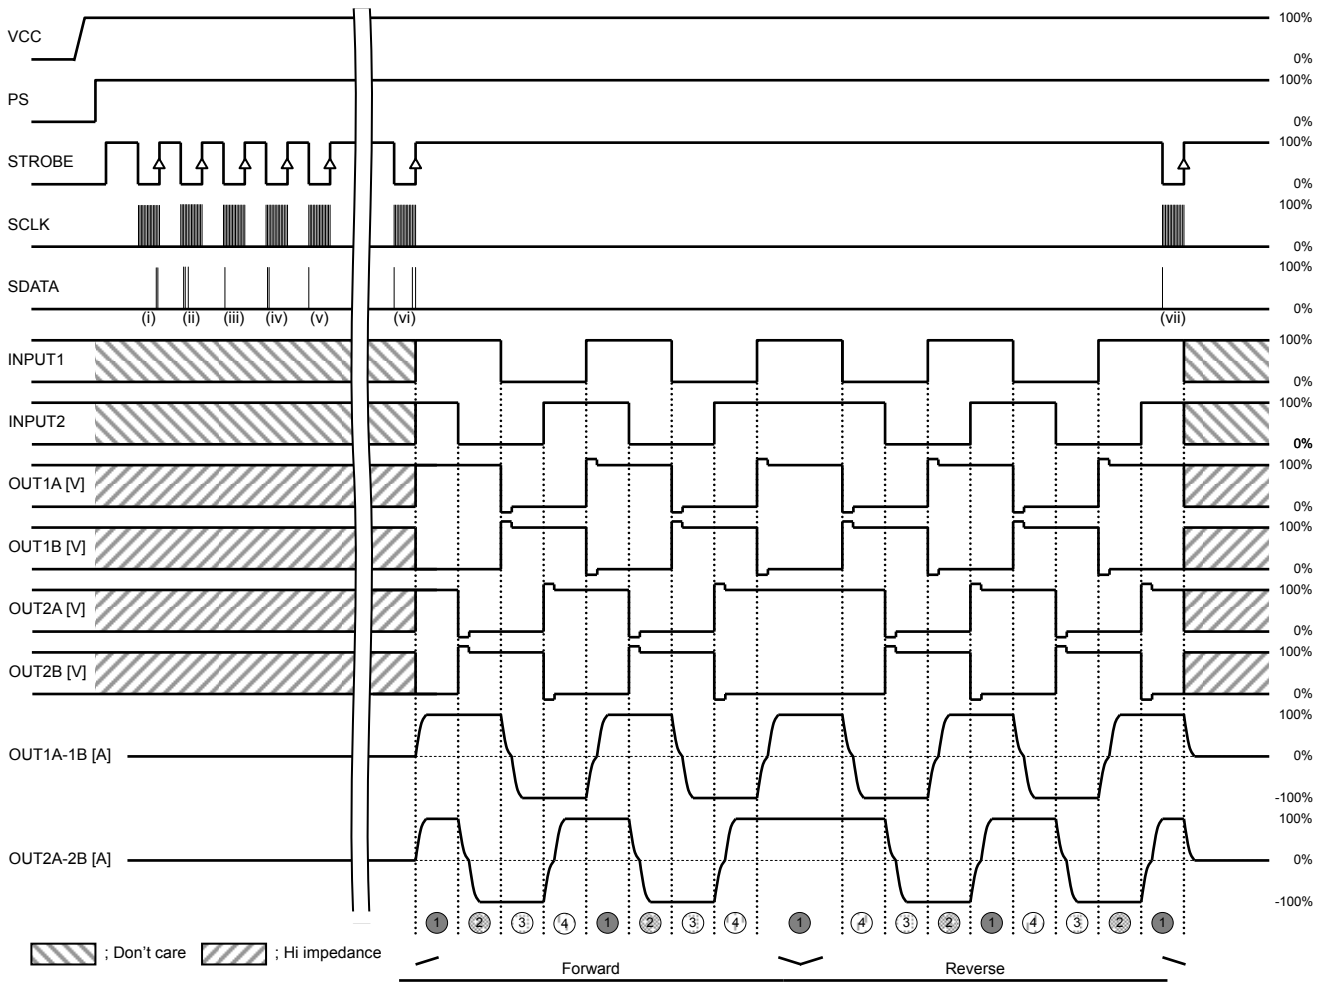 VCC
100%
0%
PS
100%
0%
STROBE
100%
0%
SCLK
100%
0%
SDATA
100%
0%
(i) (ii) (iii) (iv) (v) (vi) (vii)
INPUT1
100%
0%
INPUT2
100%
0%
OUT1A [V]
100%
0%
OUT1B [V]
100%
0%
OUT2A [V]
100%
0%
OUT2B [V]
100%
0%
OUT1A-1B [A]
100%
0%
-100%
OUT2A-2B [A]
100%
0%
-100%
1 2 3 4 1 2 3 4 1 4 3 2 1 4 3 2 1
; Don't care ; Hi impedance
Forward Reverse